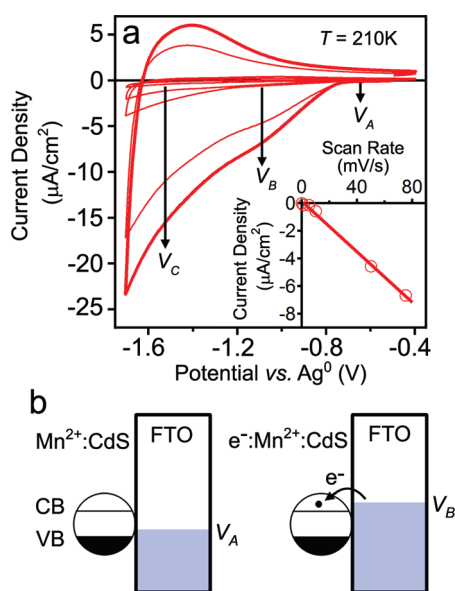 a
T = 210K
5
0
-5
-10
-15
-20
-25
Current Density
(µA/cm²)
V_A
V_B
V_C
Scan Rate
(mV/s)
0 40 80
0
-2
-4
-6
-8
Current Density
(µA/cm²)
-1.6 -1.2 -0.8 -0.4
Potential vs. Ag⁰ (V)
b
Mn²⁺:CdS FTO
CB
VB
V_A
e⁻:Mn²⁺:CdS FTO
e⁻
V_B